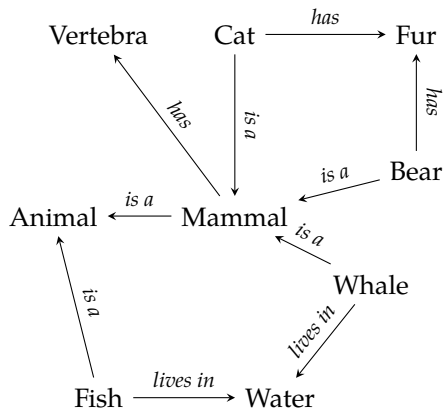 Vertebra
Cat
has
Fur
has
is a
has
is a
Bear
Animal
is a
Mammal
is a
Whale
is a
lives in
Fish
lives in
Water